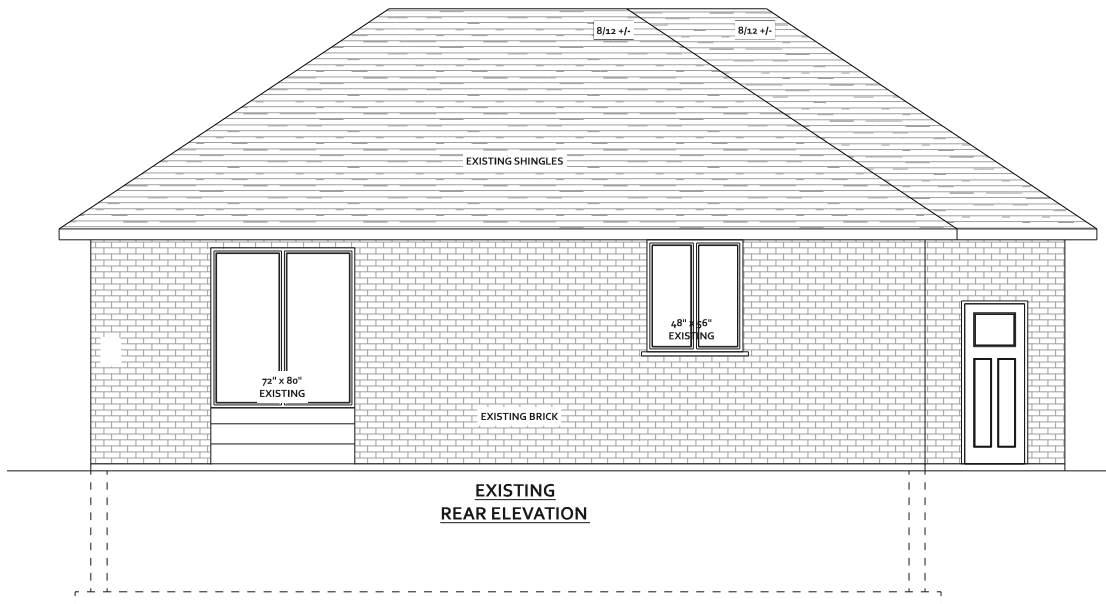 8/12 +/-
8/12 +/-
EXISTING SHINGLES
48" x 56"
EXISTING
72" x 80"
EXISTING
EXISTING BRICK
EXISTING
REAR ELEVATION